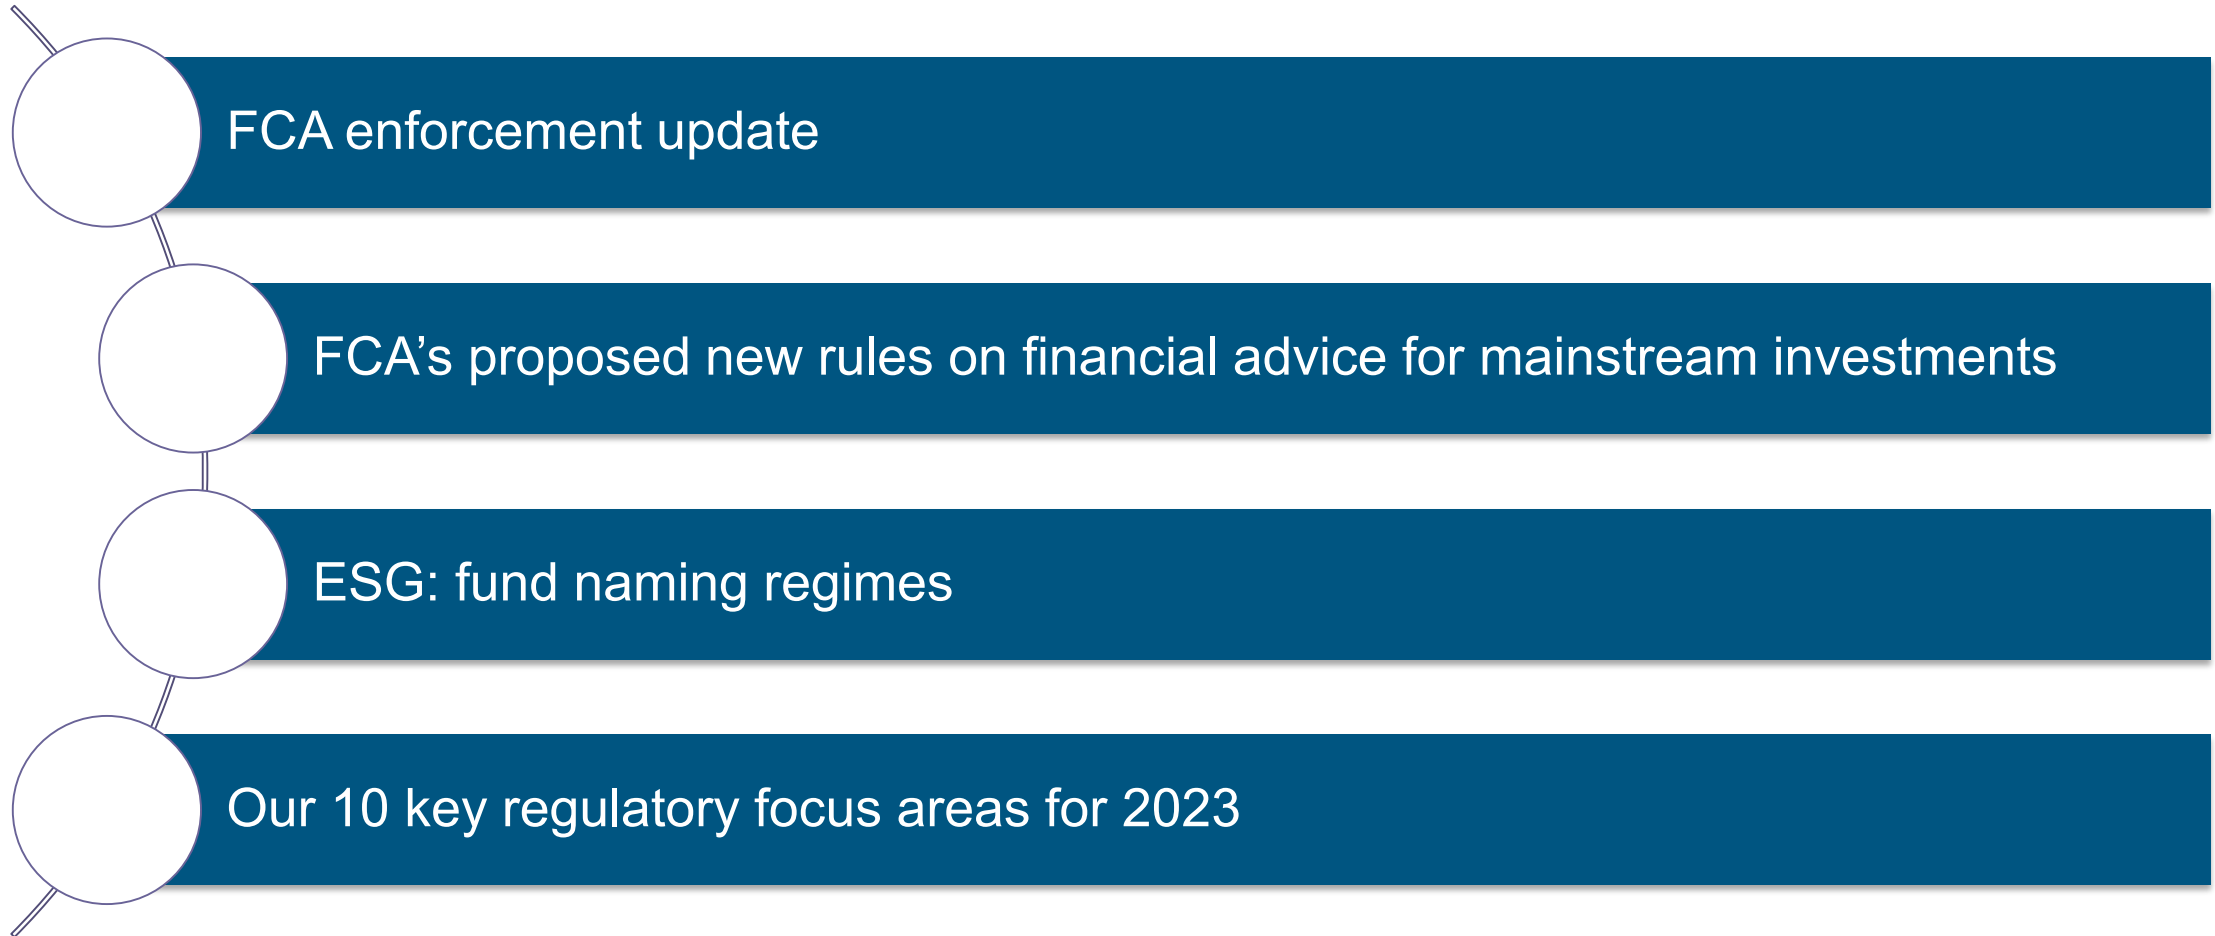 FCA enforcement update
FCA’s proposed new rules on financial advice for mainstream investments
ESG: fund naming regimes
Our 10 key regulatory focus areas for 2023